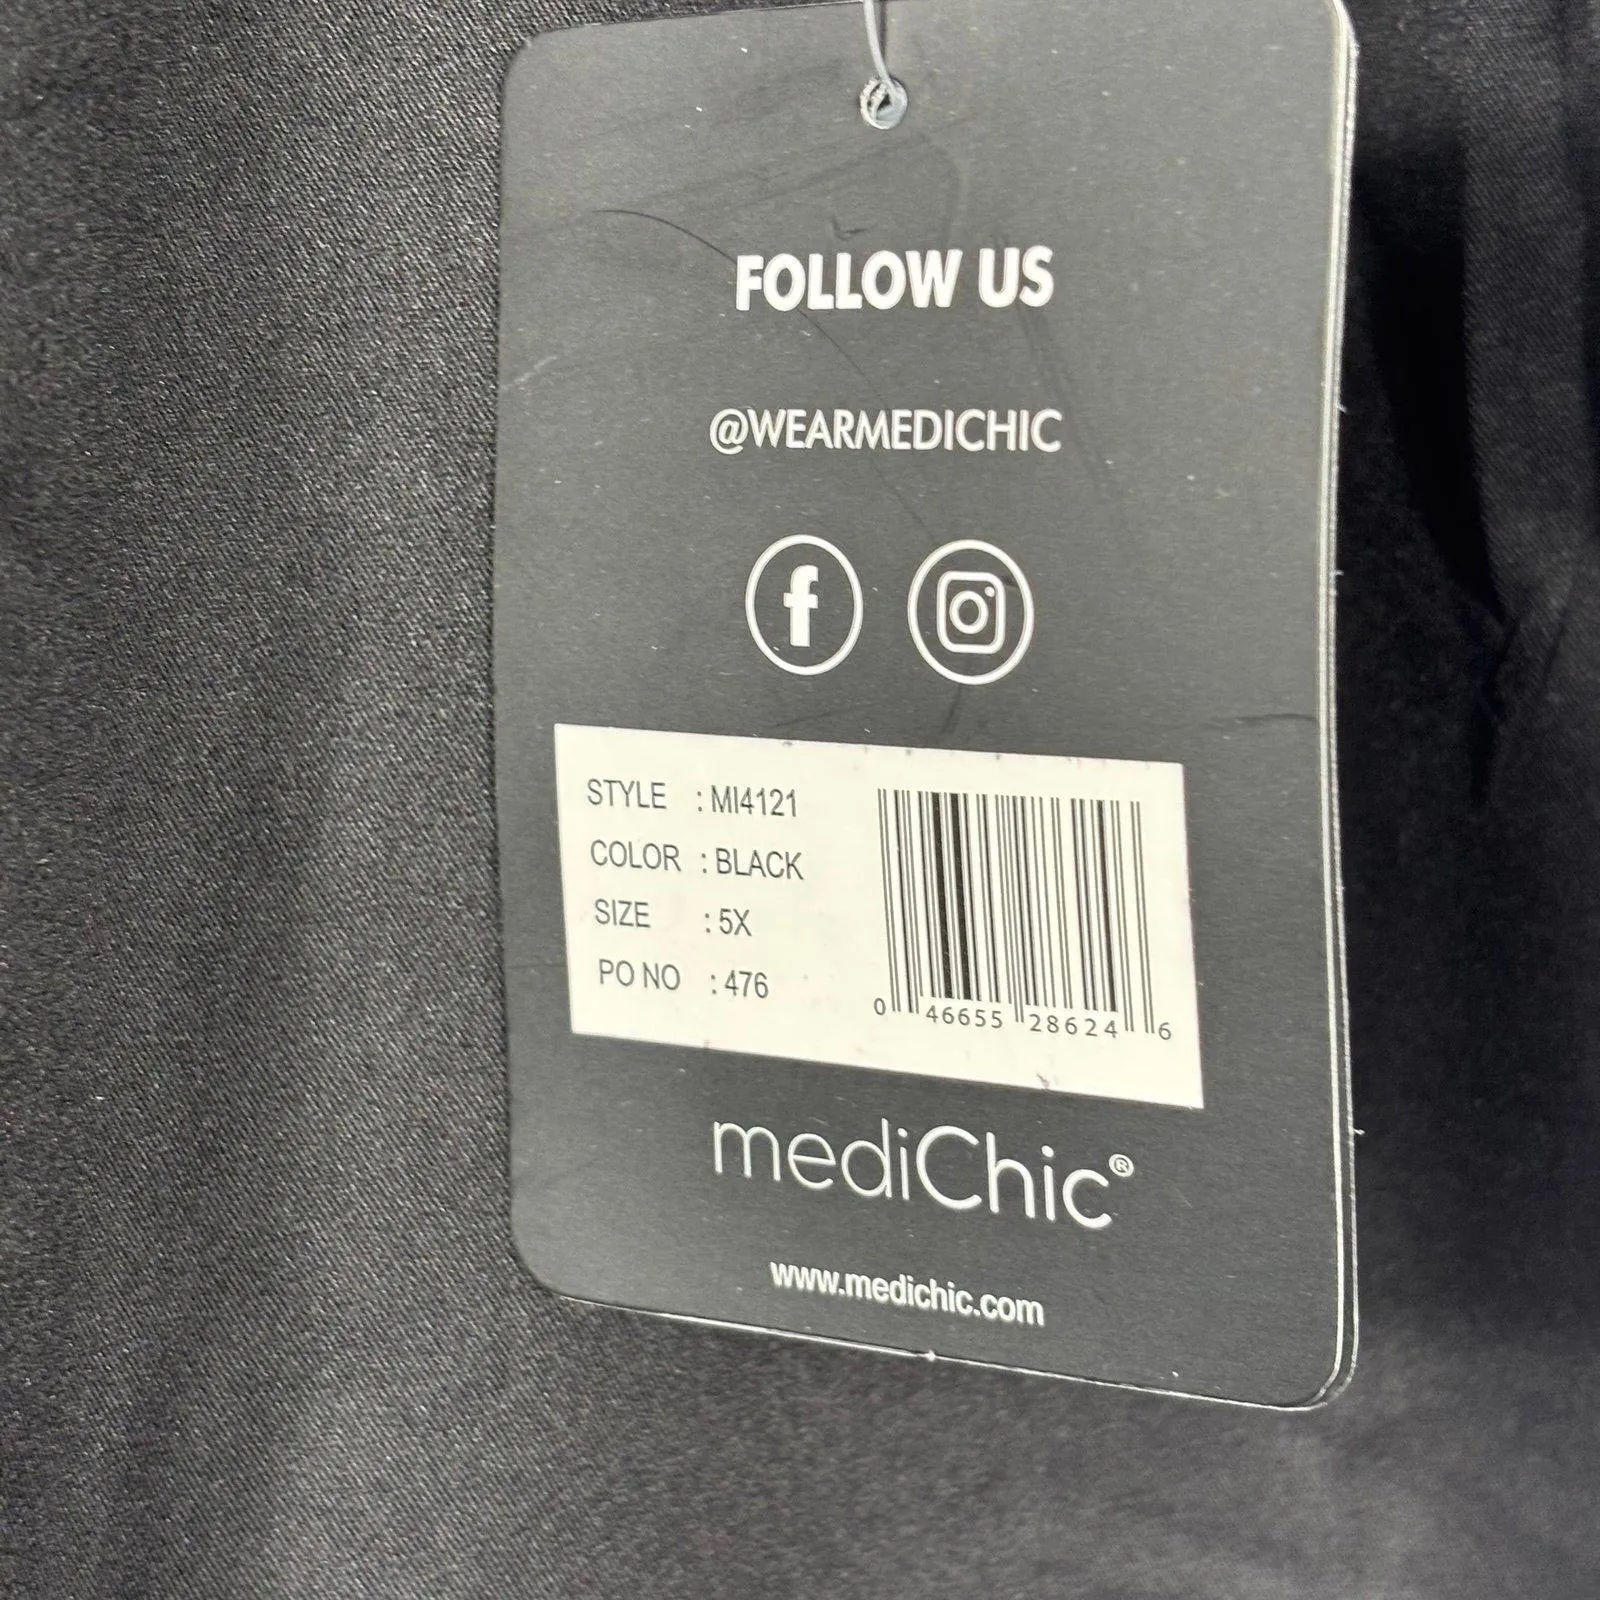 FOLLOW US
@WEARMEDICHIC
STYLE : MI4121
COLOR : BLACK
SIZE : 5X
PO NO : 476
0 46655 28624 6
mediChic®
www.medichic.com